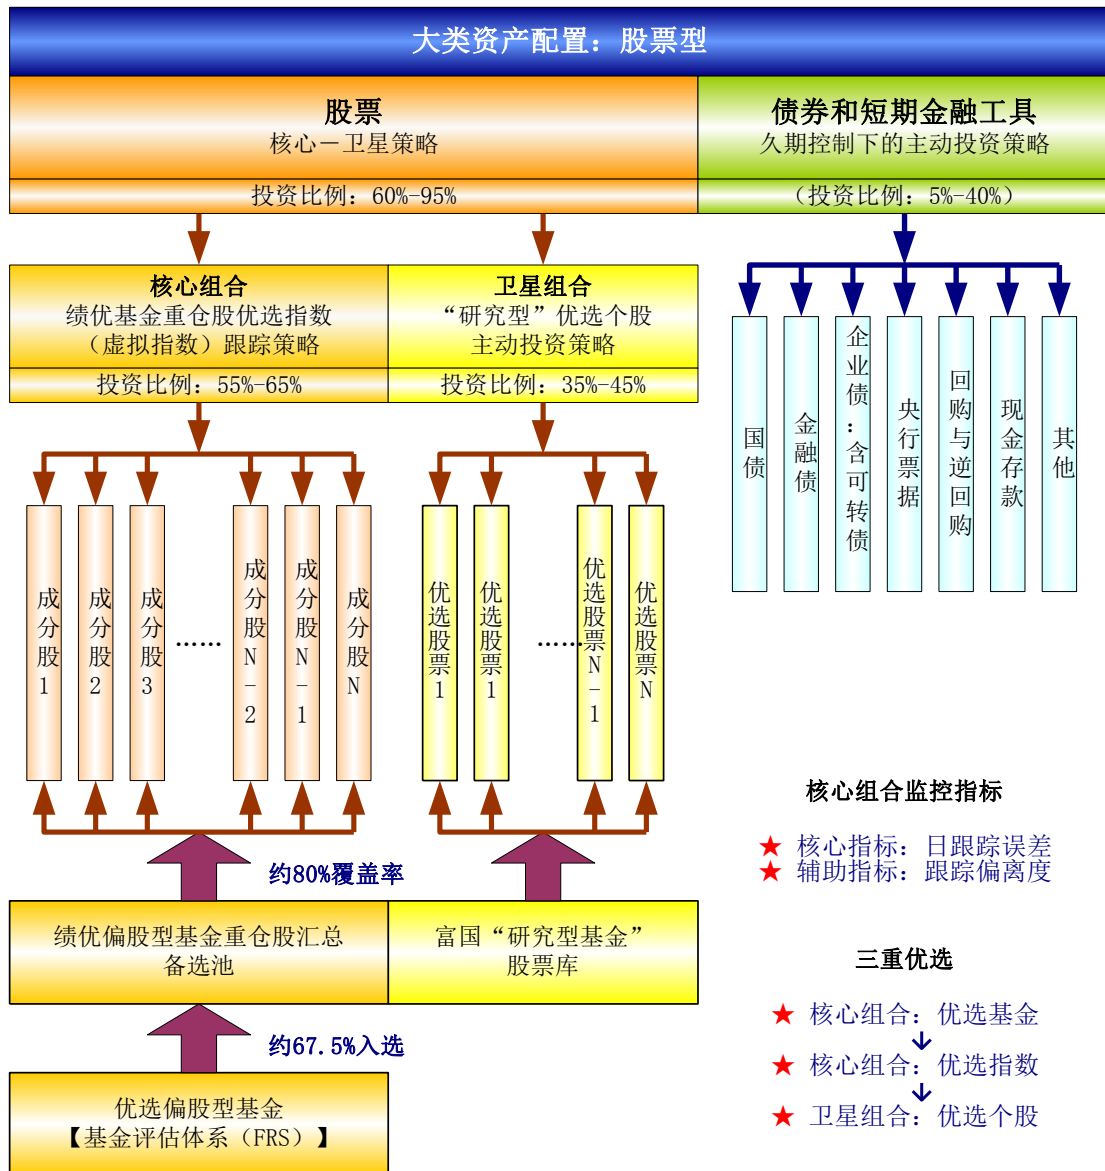 大类资产配置：股票型
股票
核心－卫星策略
投资比例：60%-95%
债券和短期金融工具
久期控制下的主动投资策略
（投资比例：5%-40%）
核心组合
绩优基金重仓股优选指数
（虚拟指数）跟踪策略
投资比例：55%-65%
卫星组合
“研究型”优选个股
主动投资策略
投资比例：35%-45%
国债
金融债
企业债：含可转债
央行票据
回购与逆回购
现金存款
其他
成分股1
成分股2
成分股3
……
成分股N-2
成分股N-1
成分股N
优选股票1
优选股票1
……
优选股票N-1
优选股票N
约80%覆盖率
绩优偏股型基金重仓股汇总
备选池
富国“研究型基金”
股票库
约67.5%入选
优选偏股型基金
【基金评估体系（FRS）】
核心组合监控指标
★ 核心指标：日跟踪误差
★ 辅助指标：跟踪偏离度
三重优选
★ 核心组合：优选基金
★ 核心组合：优选指数
★ 卫星组合：优选个股